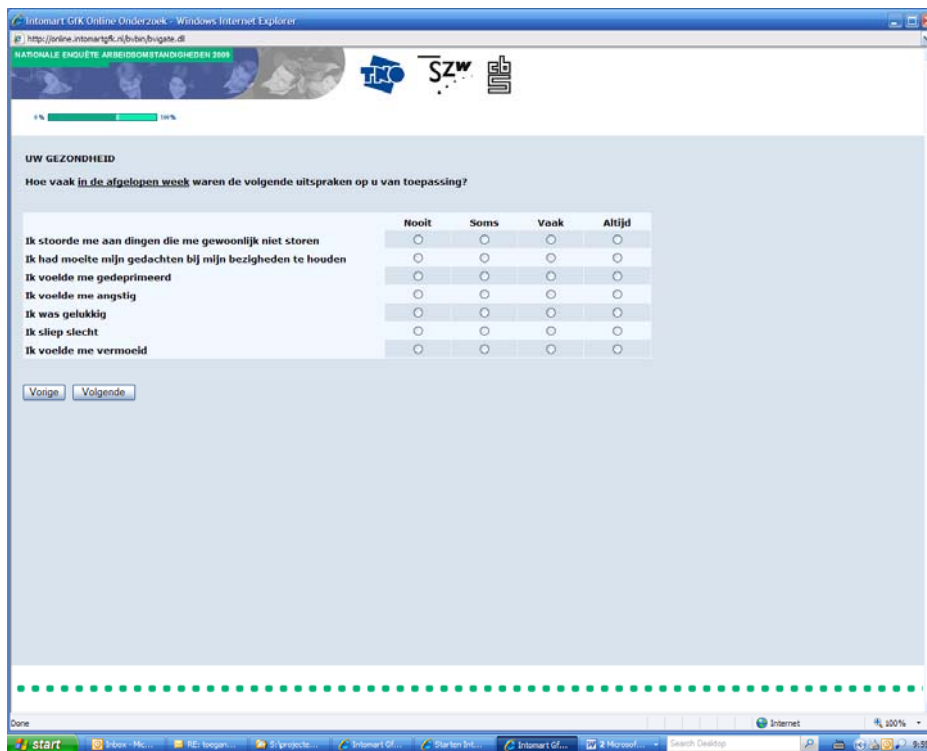 Intomart GfK Online Onderzoek - Windows Internet Explorer
http://online.intomartgfk.nl/bvbin/bvigate.dll
NATIONALE ENQUÊTE ARBEIDSOMSTANDIGHEDEN 2009
TNO SZW cbs
0% 100%
UW GEZONDHEID
Hoe vaak in de afgelopen week waren de volgende uitspraken op u van toepassing?
Nooit Soms Vaak Altijd
Ik stoorde me aan dingen die me gewoonlijk niet storen
Ik had moeite mijn gedachten bij mijn bezigheden te houden
Ik voelde me gedeprimeerd
Ik voelde me angstig
Ik was gelukkig
Ik sliep slecht
Ik voelde me vermoeid
Vorige Volgende
Done Internet 100%
start Inbox - Mic... RE: toegan... S:\projecte... Intomart Gf... Starten Int... Intomart Gf... 2 Microsof... Search Desktop